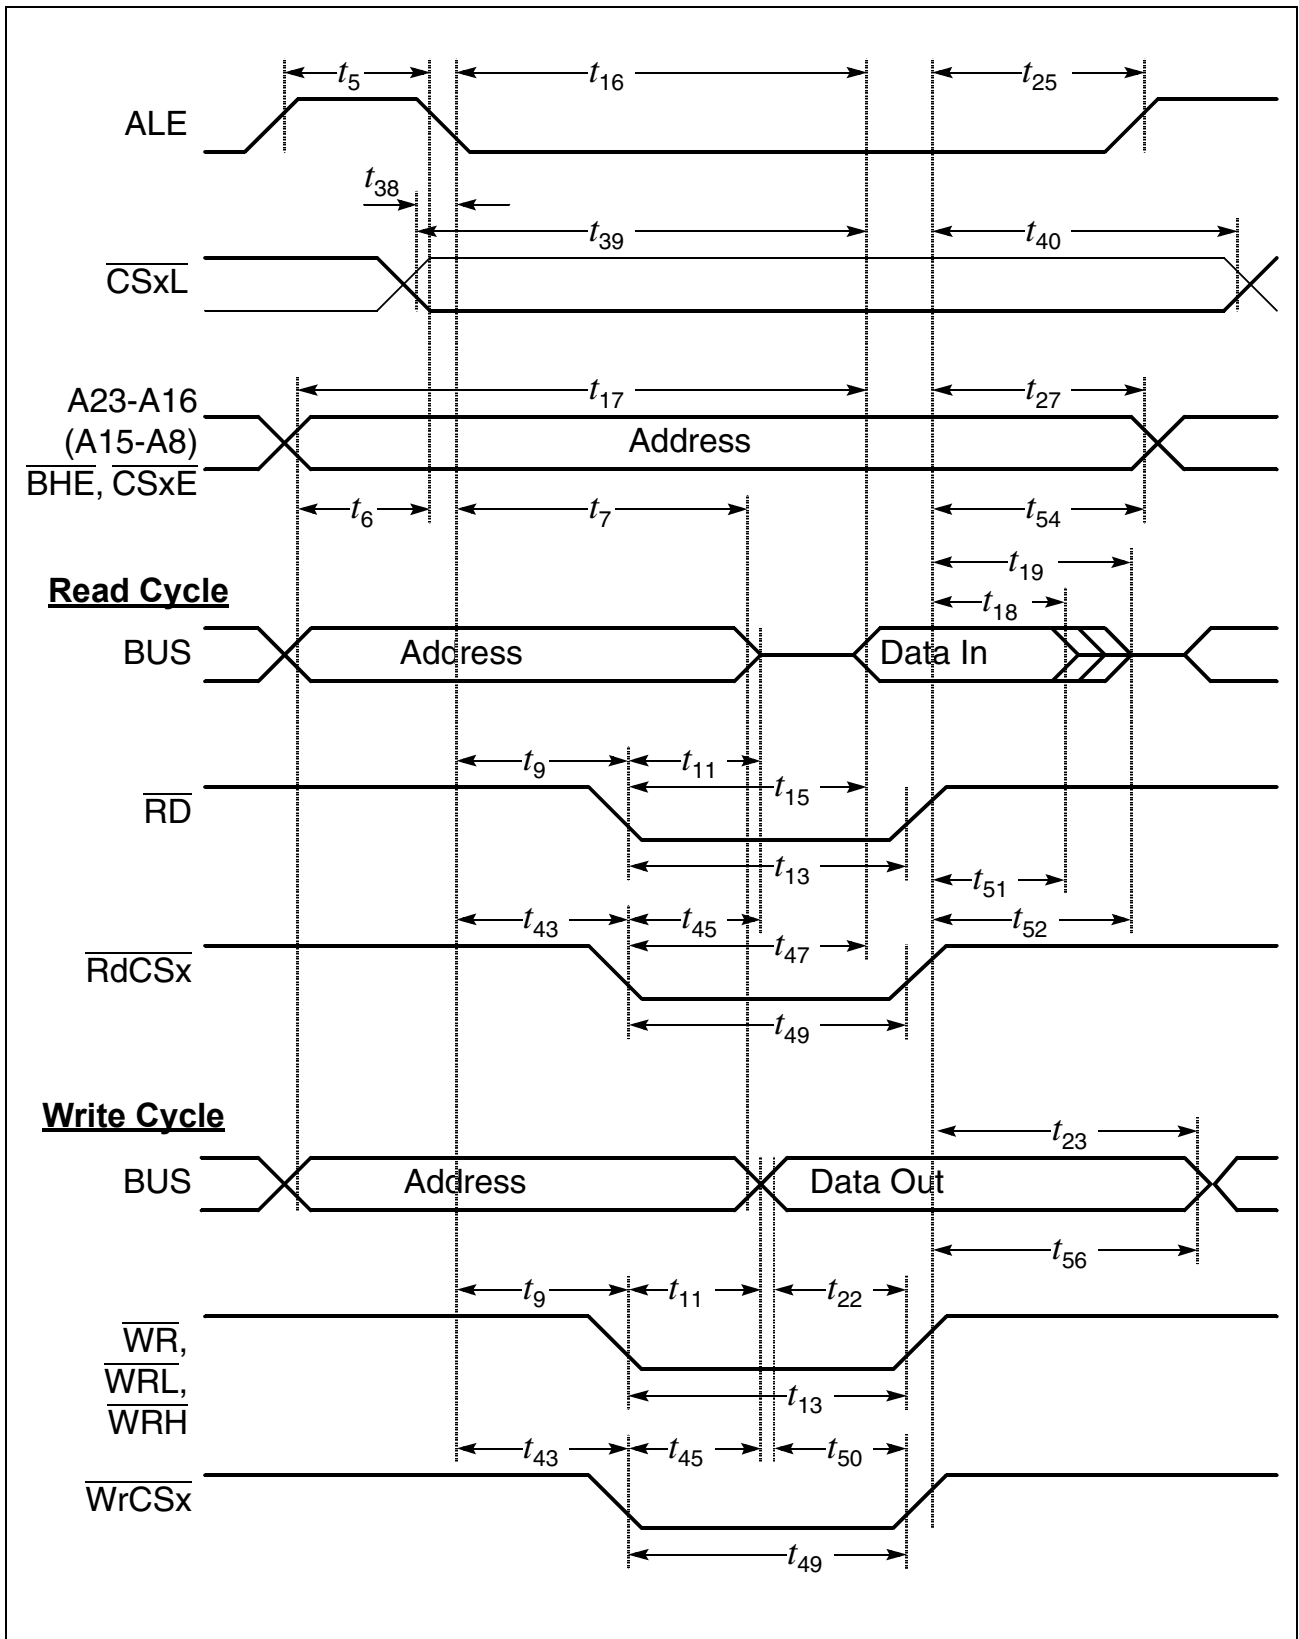 t5 t16 t25
ALE
t38
t39 t40
CSxL
t17 t27
A23-A16
(A15-A8) Address
BHE, CSxE
t6 t7 t54
t19
Read Cycle t18
BUS Address Data In
t9 t11
t15
RD
t13
t51
t43 t45 t52
t47
RdCSx
t49
Write Cycle
t23
BUS Address Data Out
t56
t9 t11 t22
WR,
WRL,
t13
WRH
t43 t45 t50
WrCSx
t49